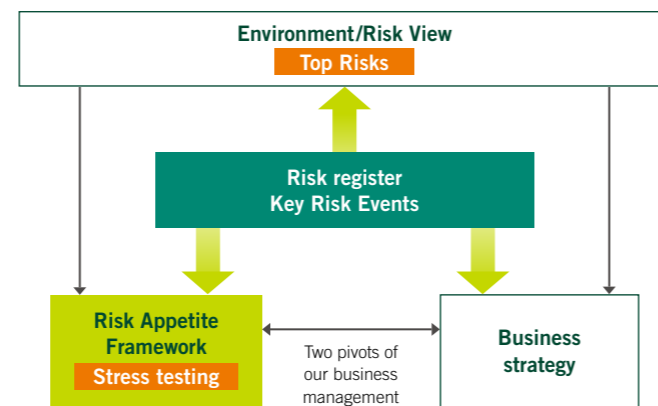 Environment/Risk View
Top Risks
Risk register
Key Risk Events
Risk Appetite
Framework
Stress testing
Two pivots of
our business
management
Business
strategy